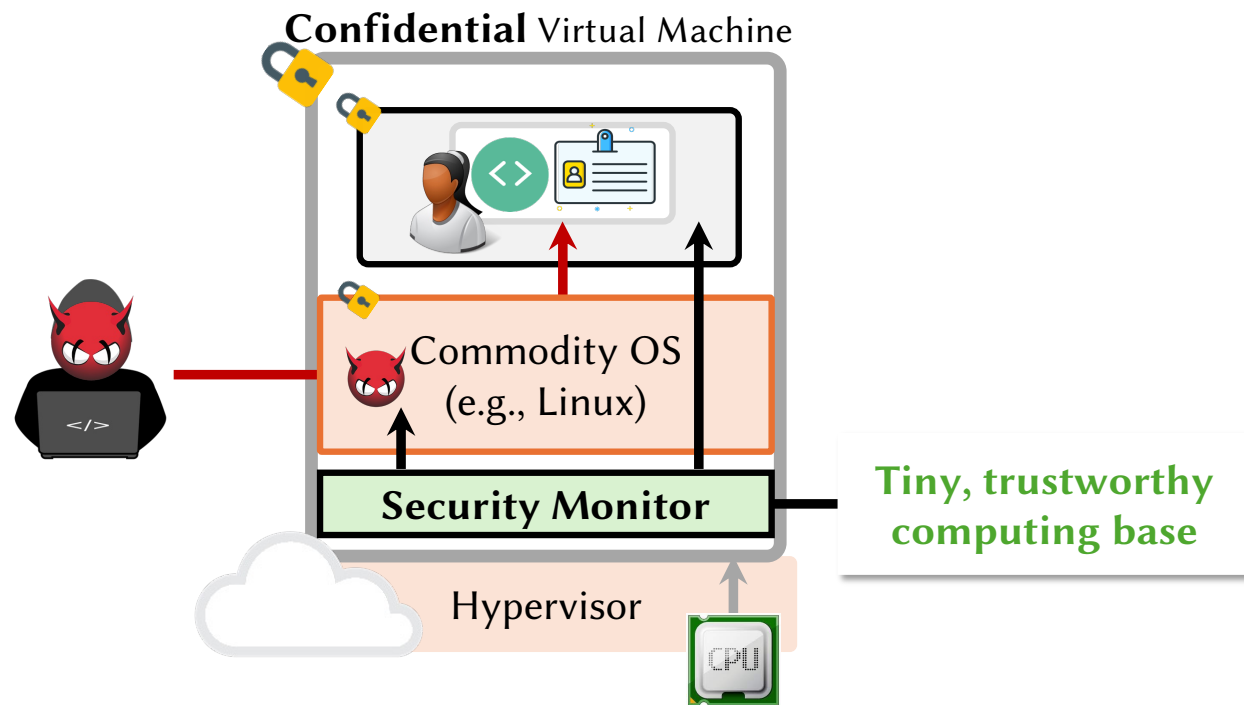 Confidential Virtual Machine
Commodity OS
(e.g., Linux)
</>
Security Monitor
Tiny, trustworthy
computing base
Hypervisor
CPU